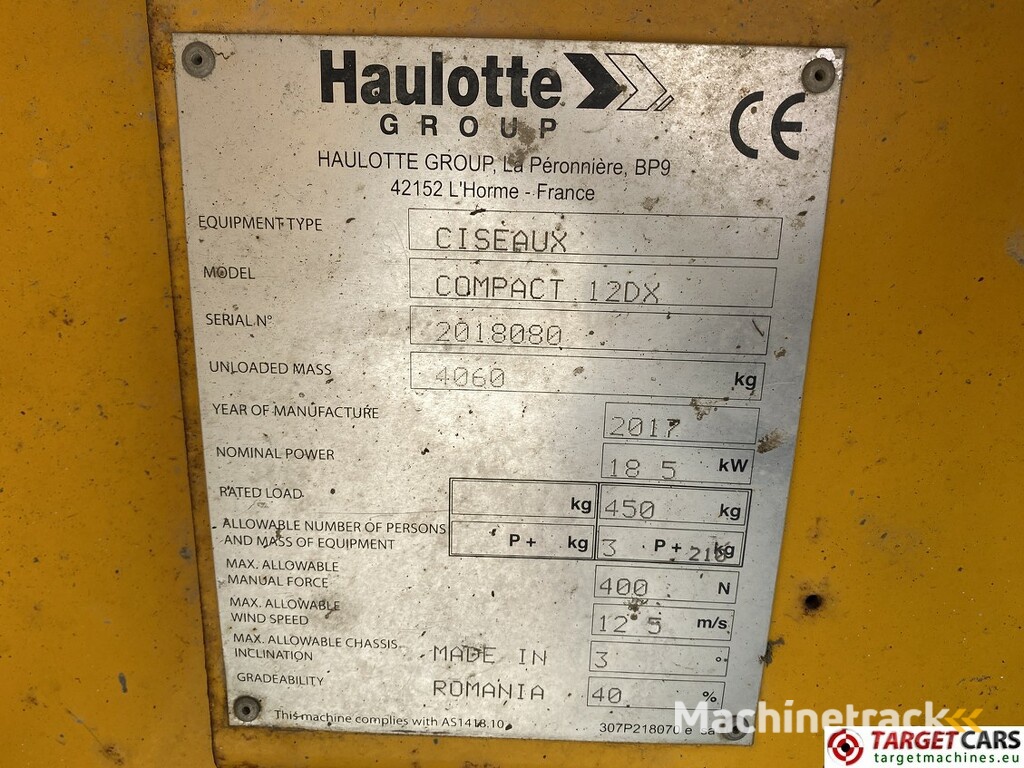 Haulotte
GROUP
CE
HAULOTTE GROUP, La Péronnière, BP9
42152 L'Horme - France
EQUIPMENT TYPE CISEAUX
MODEL COMPACT 12DX
SERIAL N° 2018080
UNLOADED MASS 4060 kg
YEAR OF MANUFACTURE 2017
NOMINAL POWER 18 5 kW
RATED LOAD kg 450 kg
ALLOWABLE NUMBER OF PERSONS
AND MASS OF EQUIPMENT P + kg 3 P + 210 kg
MAX. ALLOWABLE
MANUAL FORCE 400 N
MAX. ALLOWABLE
WIND SPEED 12 5 m/s
MAX. ALLOWABLE CHASSIS
INCLINATION MADE IN 3 °
GRADEABILITY ROMANIA 40 %
This machine complies with AS1418.10
307P218070 e
Machinetrack
TARGETCARS
targetmachines.eu